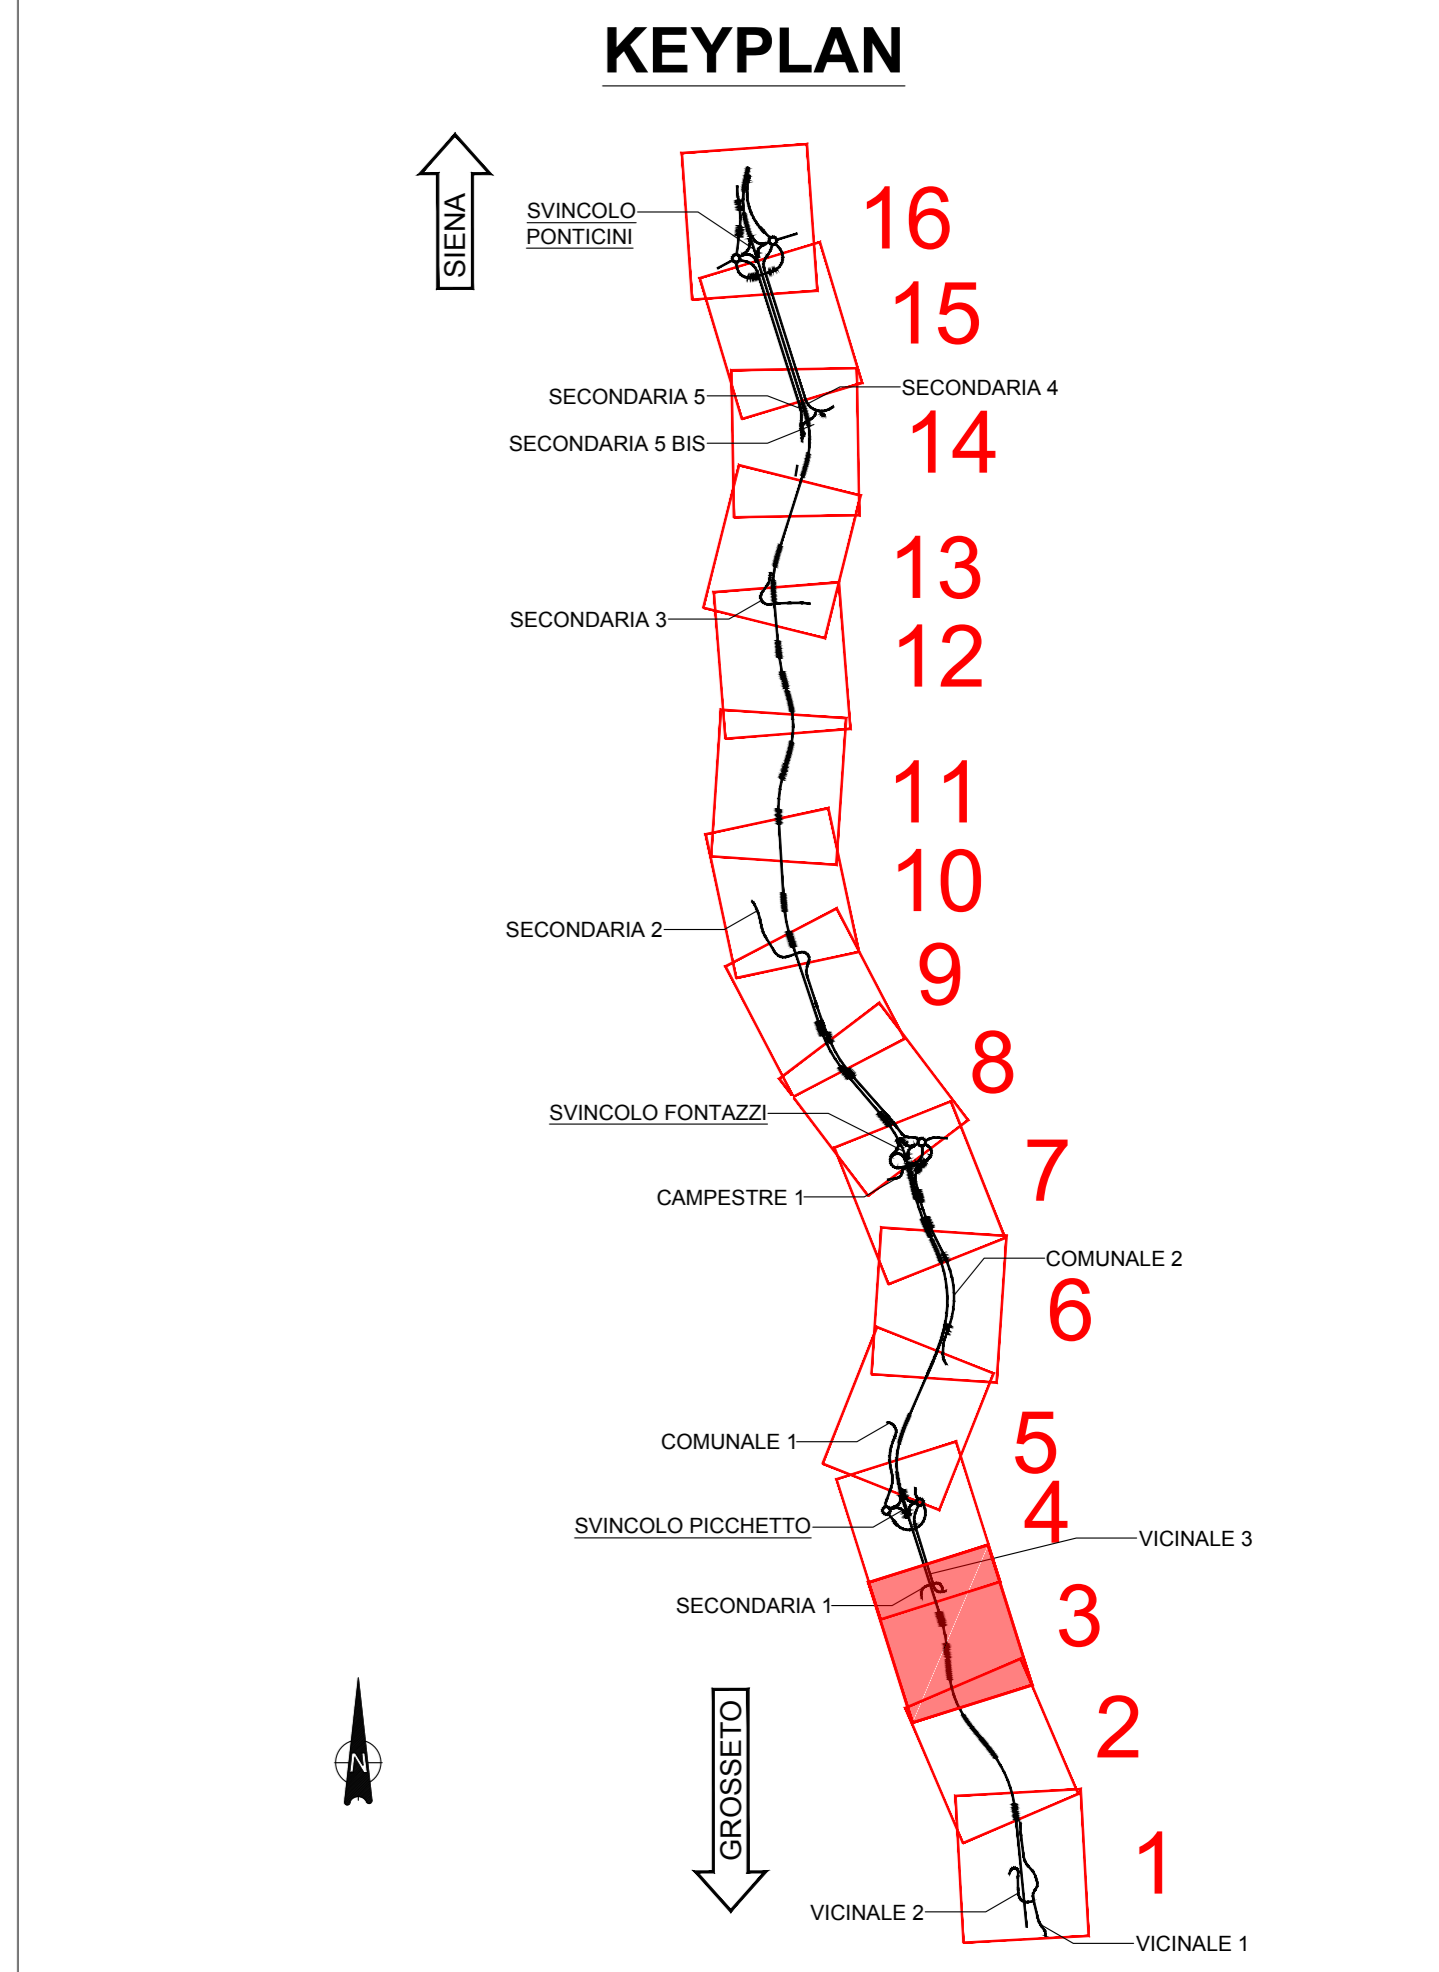 KEYPLAN
SIENA
SVINCOLO
PONTICINI
16
15
SECONDARIA 5
SECONDARIA 4
SECONDARIA 5 BIS
14
13
SECONDARIA 3
12
11
10
SECONDARIA 2
9
8
SVINCOLO FONTAZZI
7
CAMPESTRE 1
COMUNALE 2
6
COMUNALE 1
5
4
SVINCOLO PICCHETTO
VICINALE 3
SECONDARIA 1
3
2
N
GROSSETO
1
VICINALE 2
VICINALE 1